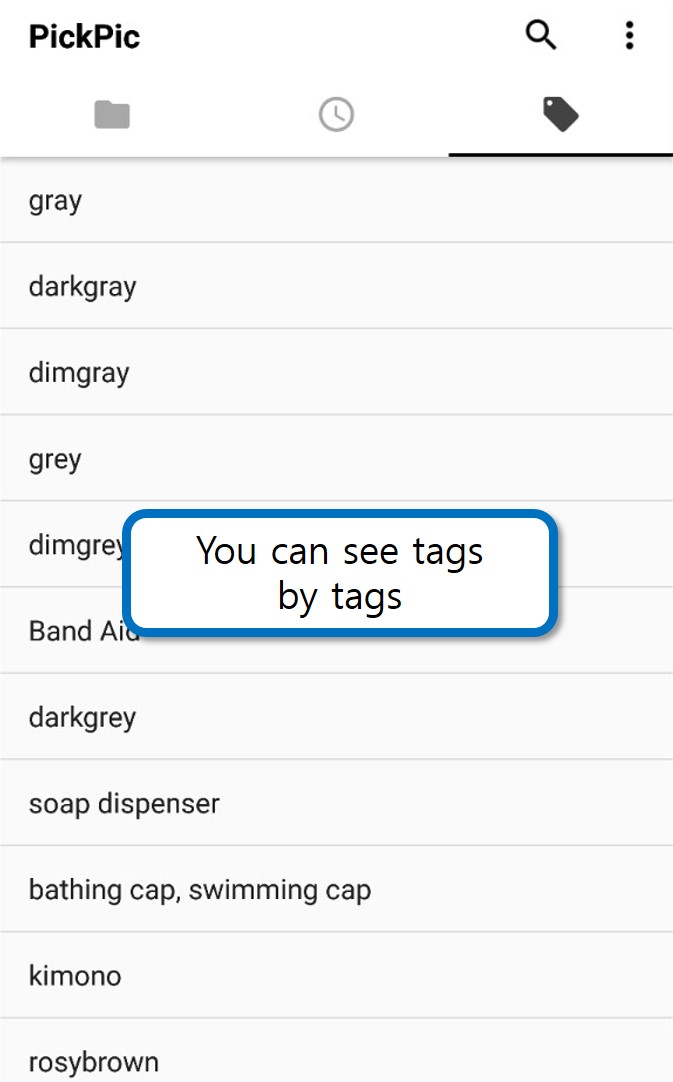 PickPic
gray
darkgray
dimgray
grey
dimgrey
You can see tags
by tags
Band Aid
darkgrey
soap dispenser
bathing cap, swimming cap
kimono
rosybrown